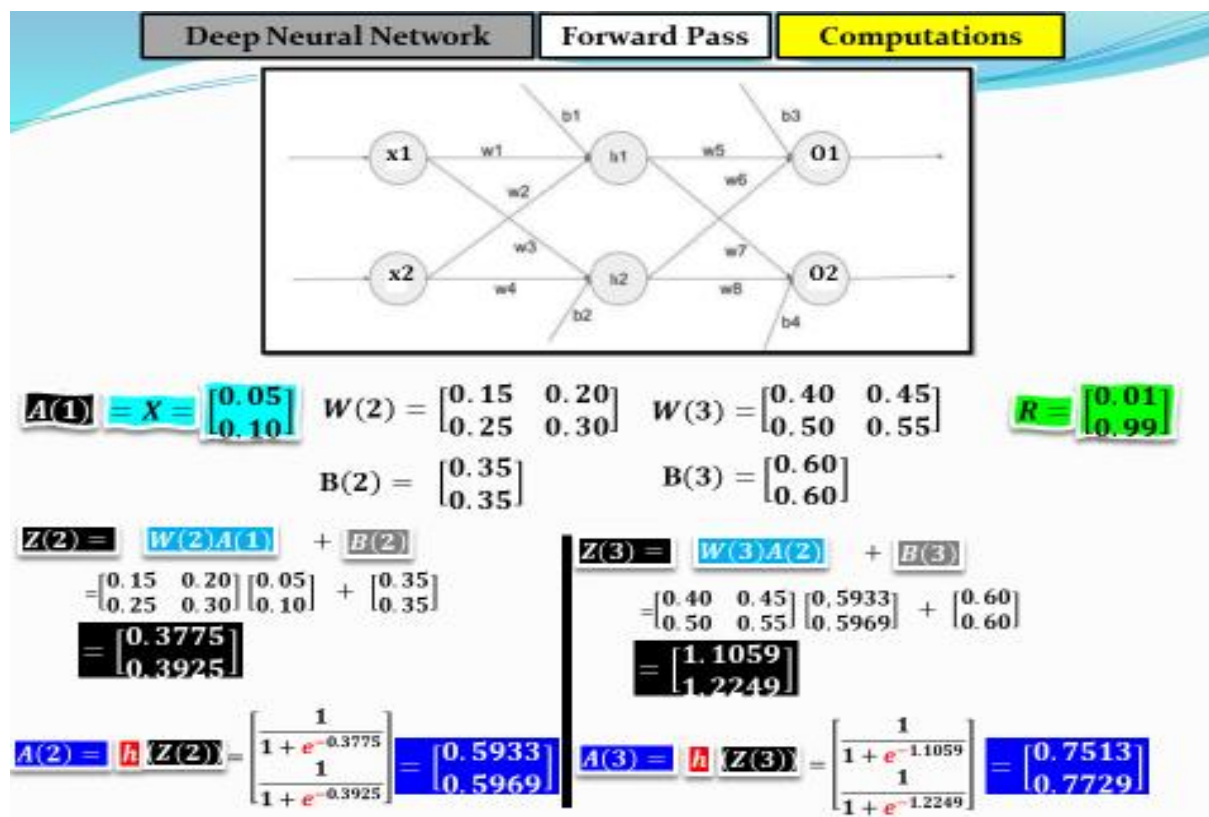 Deep Neural Network Forward Pass Computations
b1 b3
x1 w1 h1 w5 O1
w2 w6
w3 w7
x2 w4 h2 w8 O2
b2 b4
A(1) = X = [0.05 0.10] W(2) = [0.15 0.20 0.25 0.30] W(3) = [0.40 0.45 0.50 0.55] R = [0.01 0.99]
B(2) = [0.35 0.35] B(3) = [0.60 0.60]
Z(2) = W(2)A(1) + B(2)
=[0.15 0.20 0.25 0.30] [0.05 0.10] + [0.35 0.35]
= [0.3775 0.3925]
A(2) = h (Z(2)) = [1/(1 + e^-0.3775) 1/(1 + e^-0.3925)] = [0.5933 0.5969]
Z(3) = W(3)A(2) + B(3)
=[0.40 0.45 0.50 0.55] [0,5933 0.5969] + [0.60 0.60]
= [1.1059 1.2249]
A(3) = h (Z(3)) = [1/(1 + e^-1.1059) 1/(1 + e^-1.2249)] = [0.7513 0.7729]